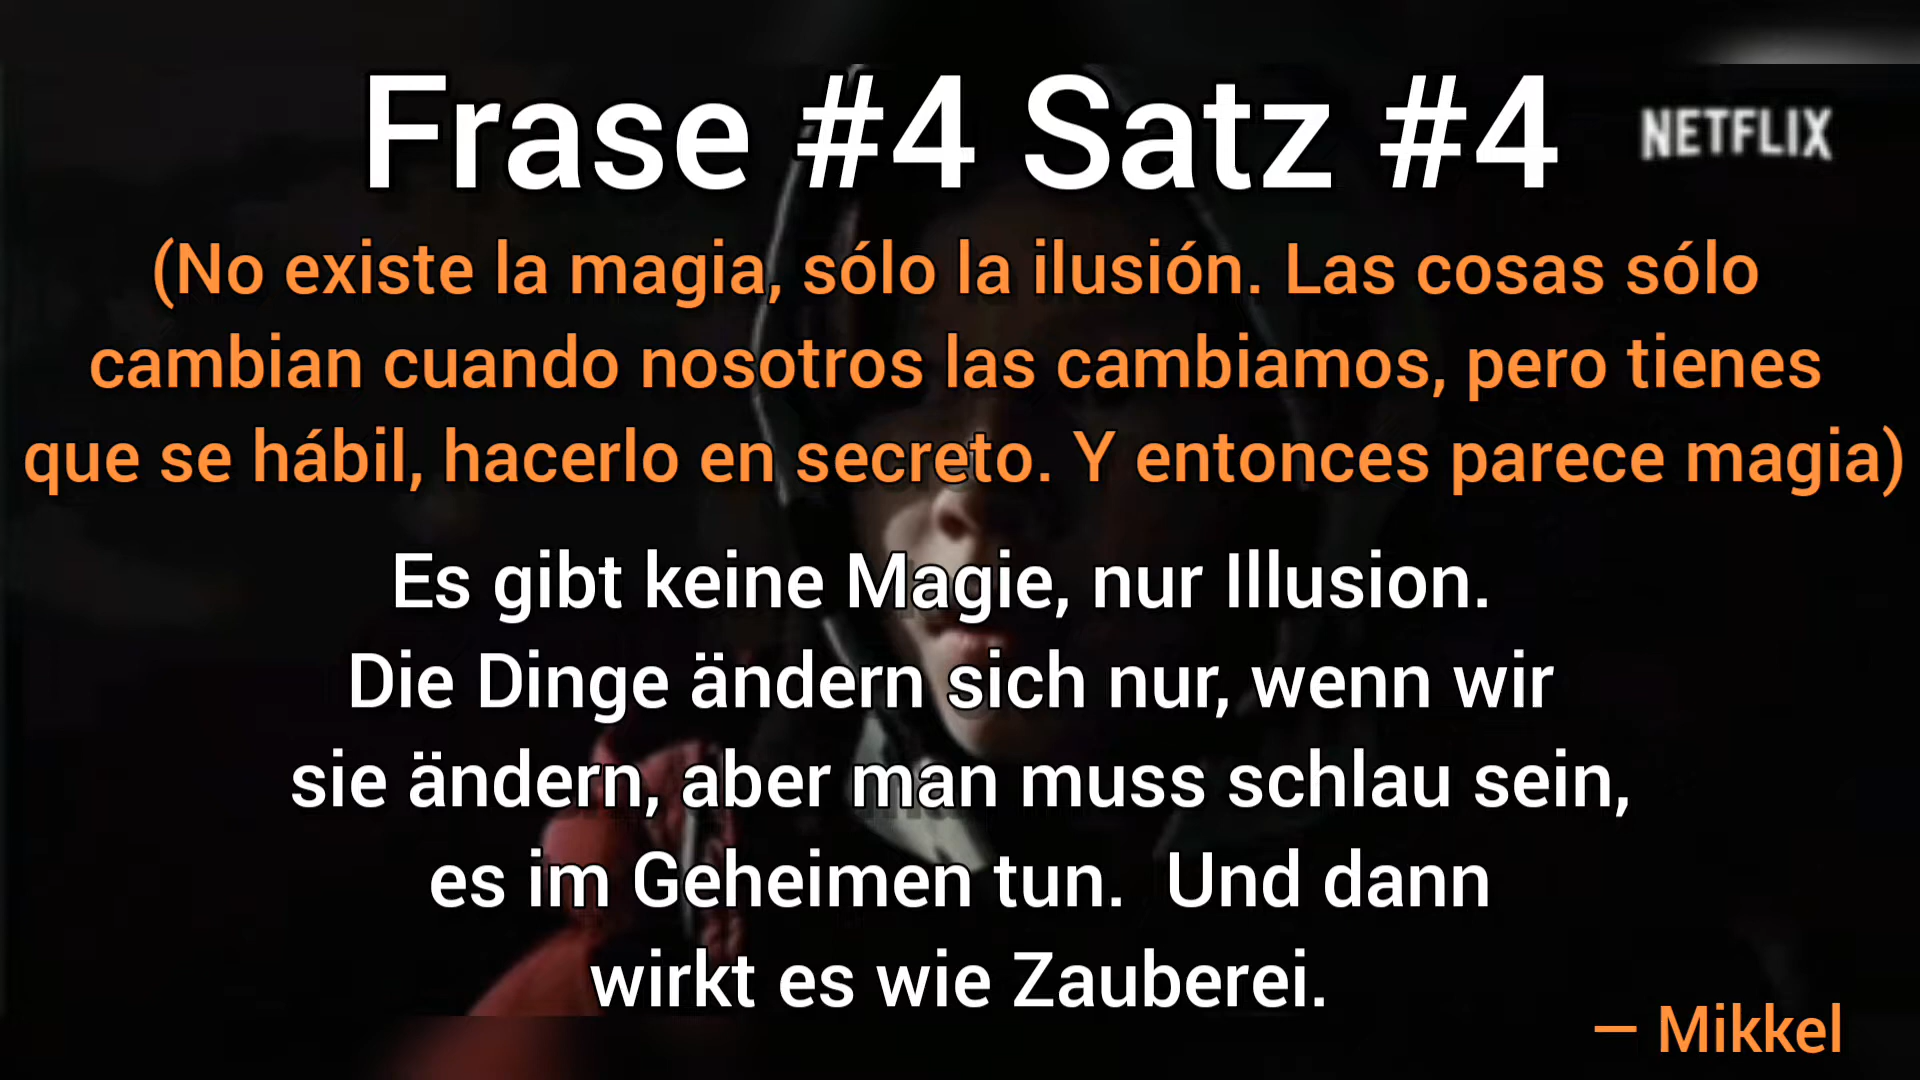 Frase #4 Satz #4
NETFLIX
(No existe la magia, sólo la ilusión. Las cosas sólo
cambian cuando nosotros las cambiamos, pero tienes
que se hábil, hacerlo en secreto. Y entonces parece magia)
Es gibt keine Magie, nur Illusion.
Die Dinge ändern sich nur, wenn wir
sie ändern, aber man muss schlau sein,
es im Geheimen tun. Und dann
wirkt es wie Zauberei.
— Mikkel